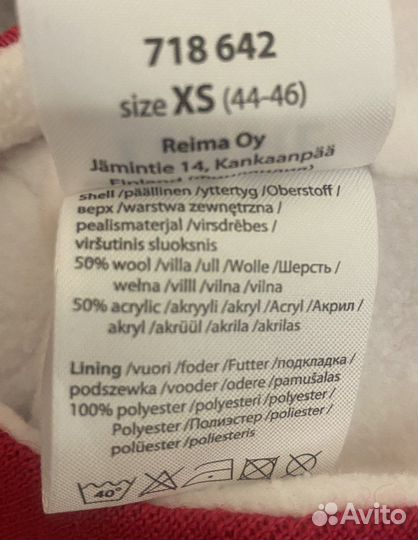 718 642
size XS (44-46)
Reima Oy
Jämintie 14, Kankaanpää
shell /päällinen /yttertyg /Oberstoff /
верх /warstwa zewnętrzna /
pealismaterjal /virsdrēbes /
viršutinis sluoksnis
50% wool /villa /ull /Wolle /Шерсть /
wełna /villl /vilna /vilna
50% acrylic /akryyli /akryl /Acryl /Акрил /
akryl /akrüül /akrila /akrilas
Lining /vuori /foder /Futter /подкладка /
podszewka /vooder /odere /pamušalas
100% polyester /polyesteri /polyester /
Polyester /Полиэстер /poliester /
polüester /poliesteris
40°
Avito